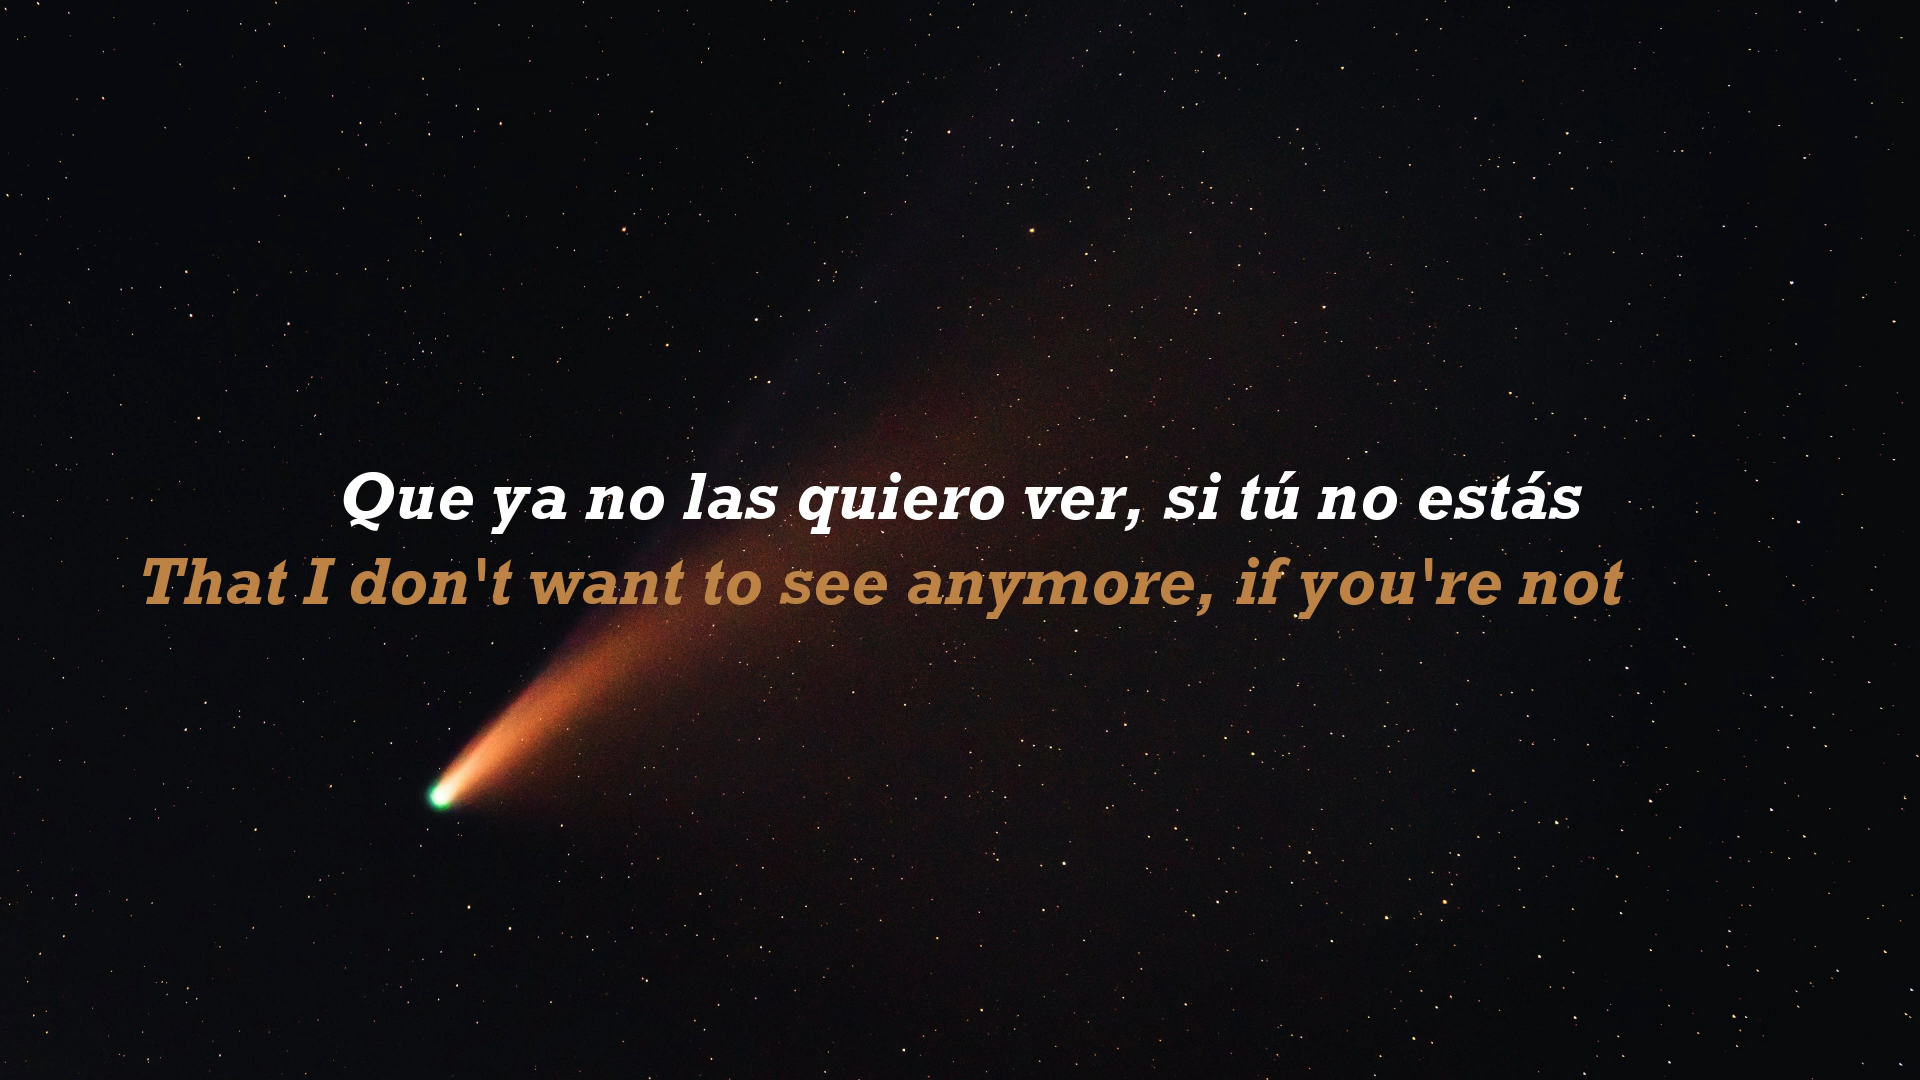 Que ya no las quiero ver, si tú no estás
That I don't want to see anymore, if you're not